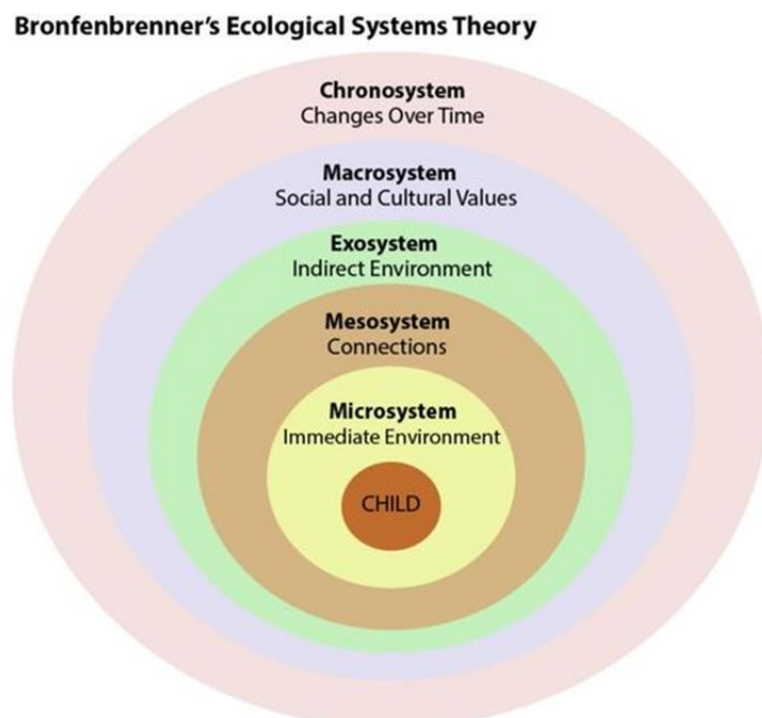 Bronfenbrenner's Ecological Systems Theory
Chronosystem
Changes Over Time
Macrosystem
Social and Cultural Values
Exosystem
Indirect Environment
Mesosystem
Connections
Microsystem
Immediate Environment
CHILD